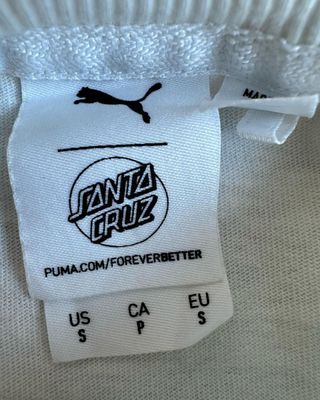 SANTA
CRUZ
PUMA.COM/FOREVERBETTER
US CA EU
S P S